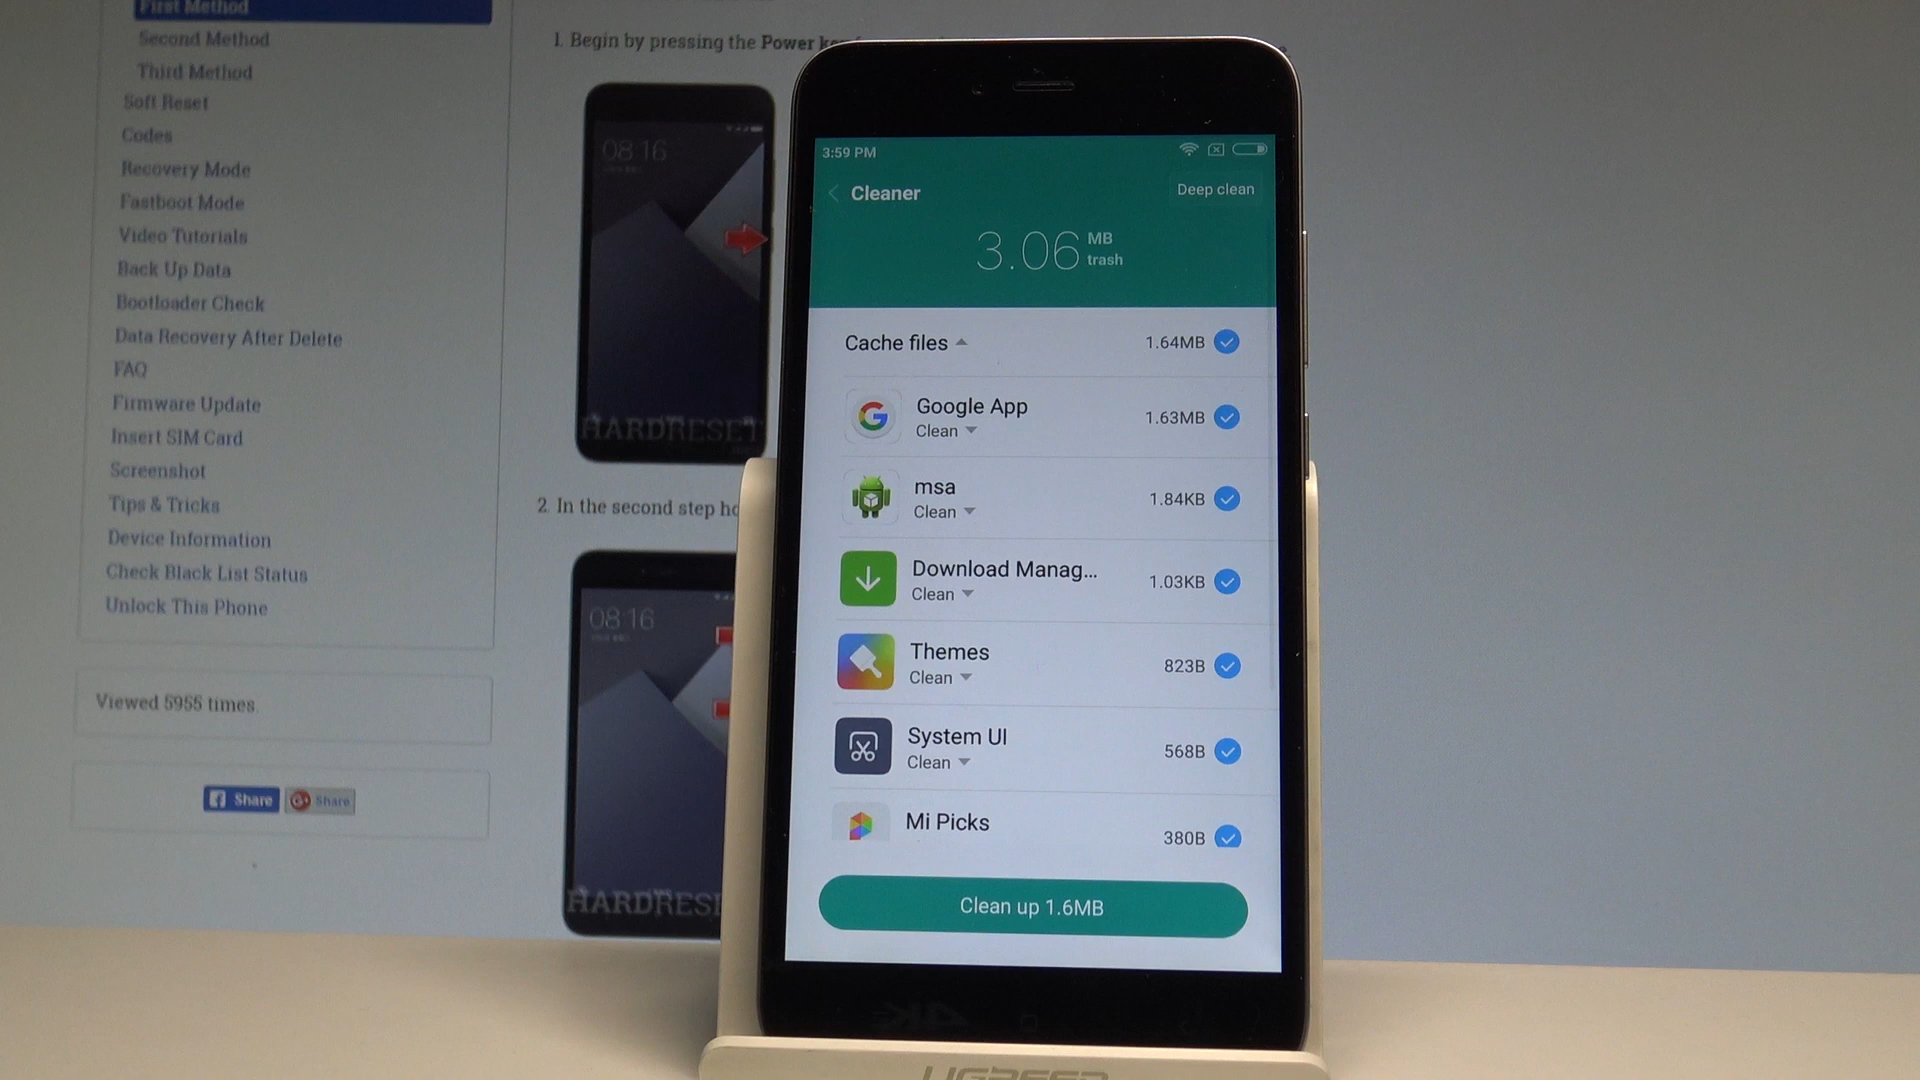 First Method
Second Method
Third Method
Soft Reset
Codes
Recovery Mode
Fastboot Mode
Video Tutorials
Back Up Data
Bootloader Check
Data Recovery After Delete
FAQ
Firmware Update
Insert SIM Card
Screenshot
Tips & Tricks
Device Information
Check Black List Status
Unlock This Phone
Viewed 5955 times.
Share
Share
1. Begin by pressing the Power
08 16
HARDRESET
2. In the second step
08 16
HARDRESE
3:59 PM
Cleaner
Deep clean
3.06 MB
trash
Cache files 1.64MB
Google App
Clean
1.63MB
msa
Clean
1.84KB
Download Manag...
Clean
1.03KB
Themes
Clean
823B
System UI
Clean
568B
Mi Picks
380B
Clean up 1.6MB
4K
UGREEN